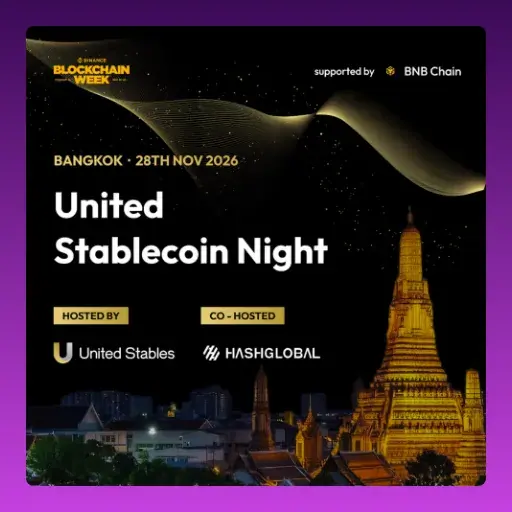 BINANCE
BLOCKCHAIN
WEEK
supported by BNB Chain
BANGKOK · 28TH NOV 2026
United
Stablecoin Night
HOSTED BY
CO - HOSTED
United Stables
HASHGLOBAL